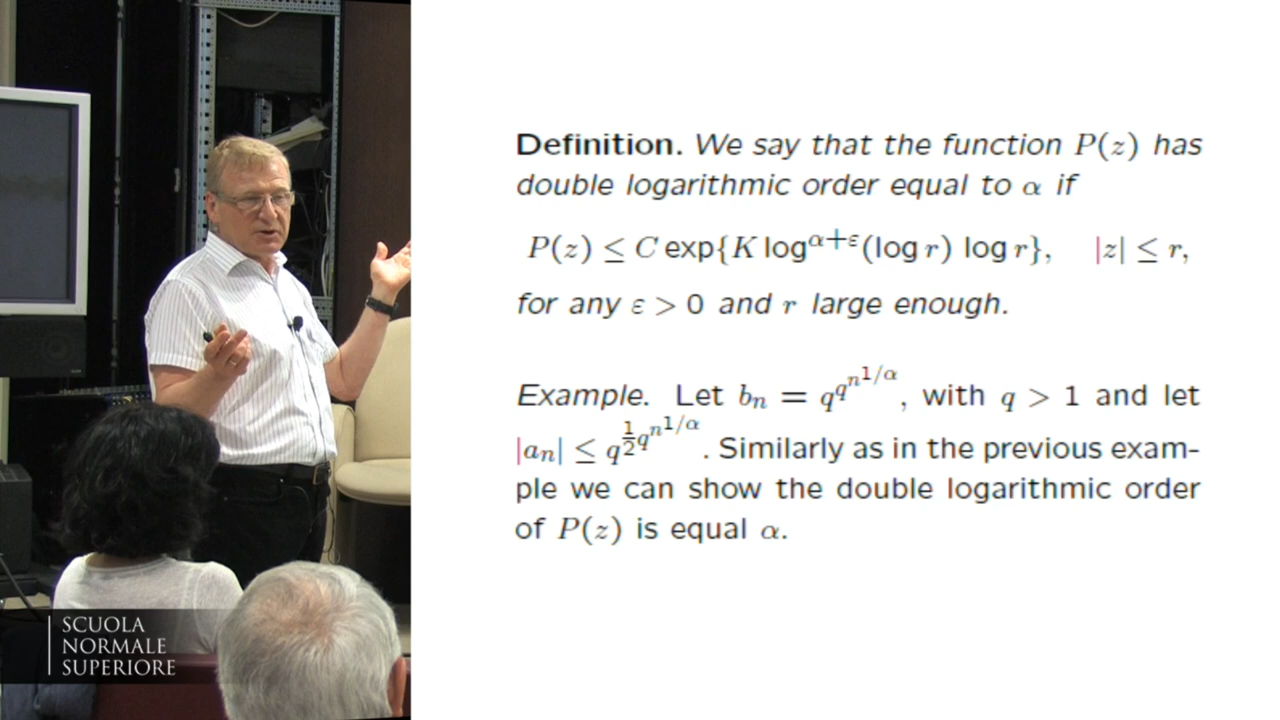 Definition. We say that the function P(z) has
double logarithmic order equal to α if
P(z) ≤ C exp{K log^{α+ε}(log r) log r}, |z| ≤ r,
for any ε > 0 and r large enough.
Example. Let b_n = q^{q^{n^{1/α}}}, with q > 1 and let
|a_n| ≤ q^{\frac{1}{2}q^{n^{1/α}}}. Similarly as in the previous exam-
ple we can show the double logarithmic order
of P(z) is equal α.
SCUOLA
NORMALE
SUPERIORE